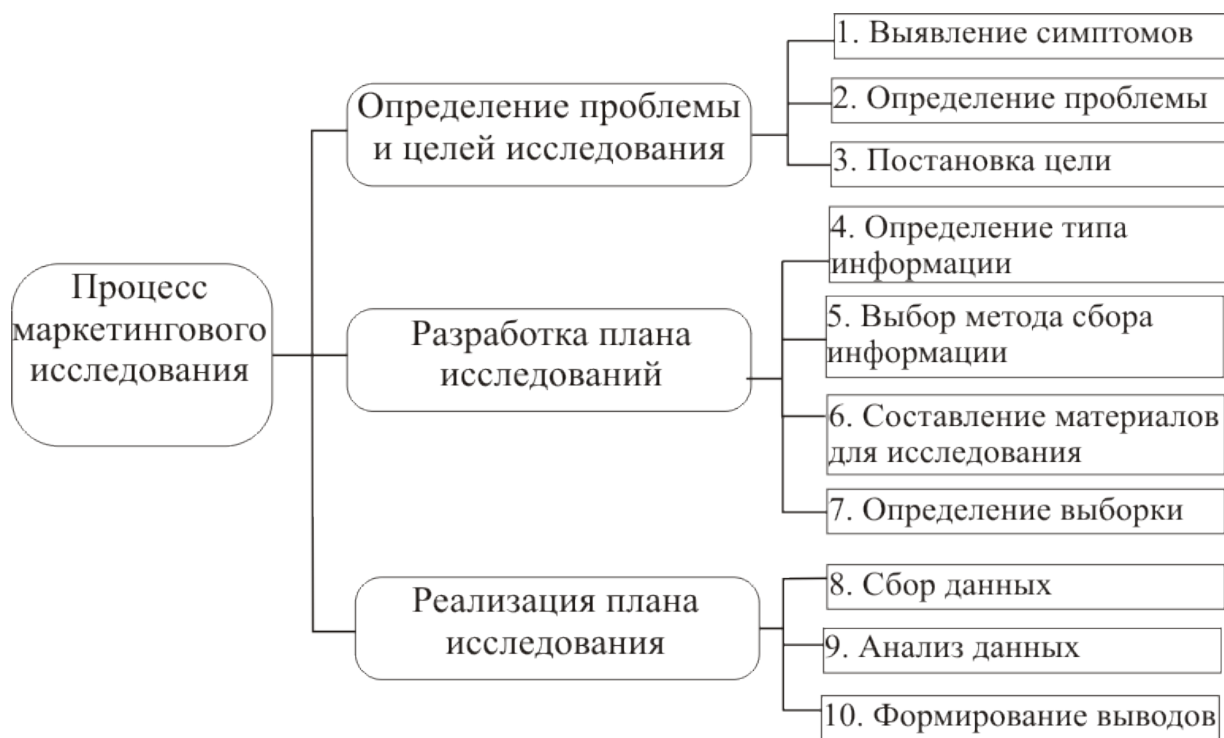 Процесс
маркетингового
исследования
Определение проблемы
и целей исследования
1. Выявление симптомов
2. Определение проблемы
3. Постановка цели
Разработка плана
исследований
4. Определение типа
информации
5. Выбор метода сбора
информации
6. Составление материалов
для исследования
7. Определение выборки
Реализация плана
исследования
8. Сбор данных
9. Анализ данных
10. Формирование выводов